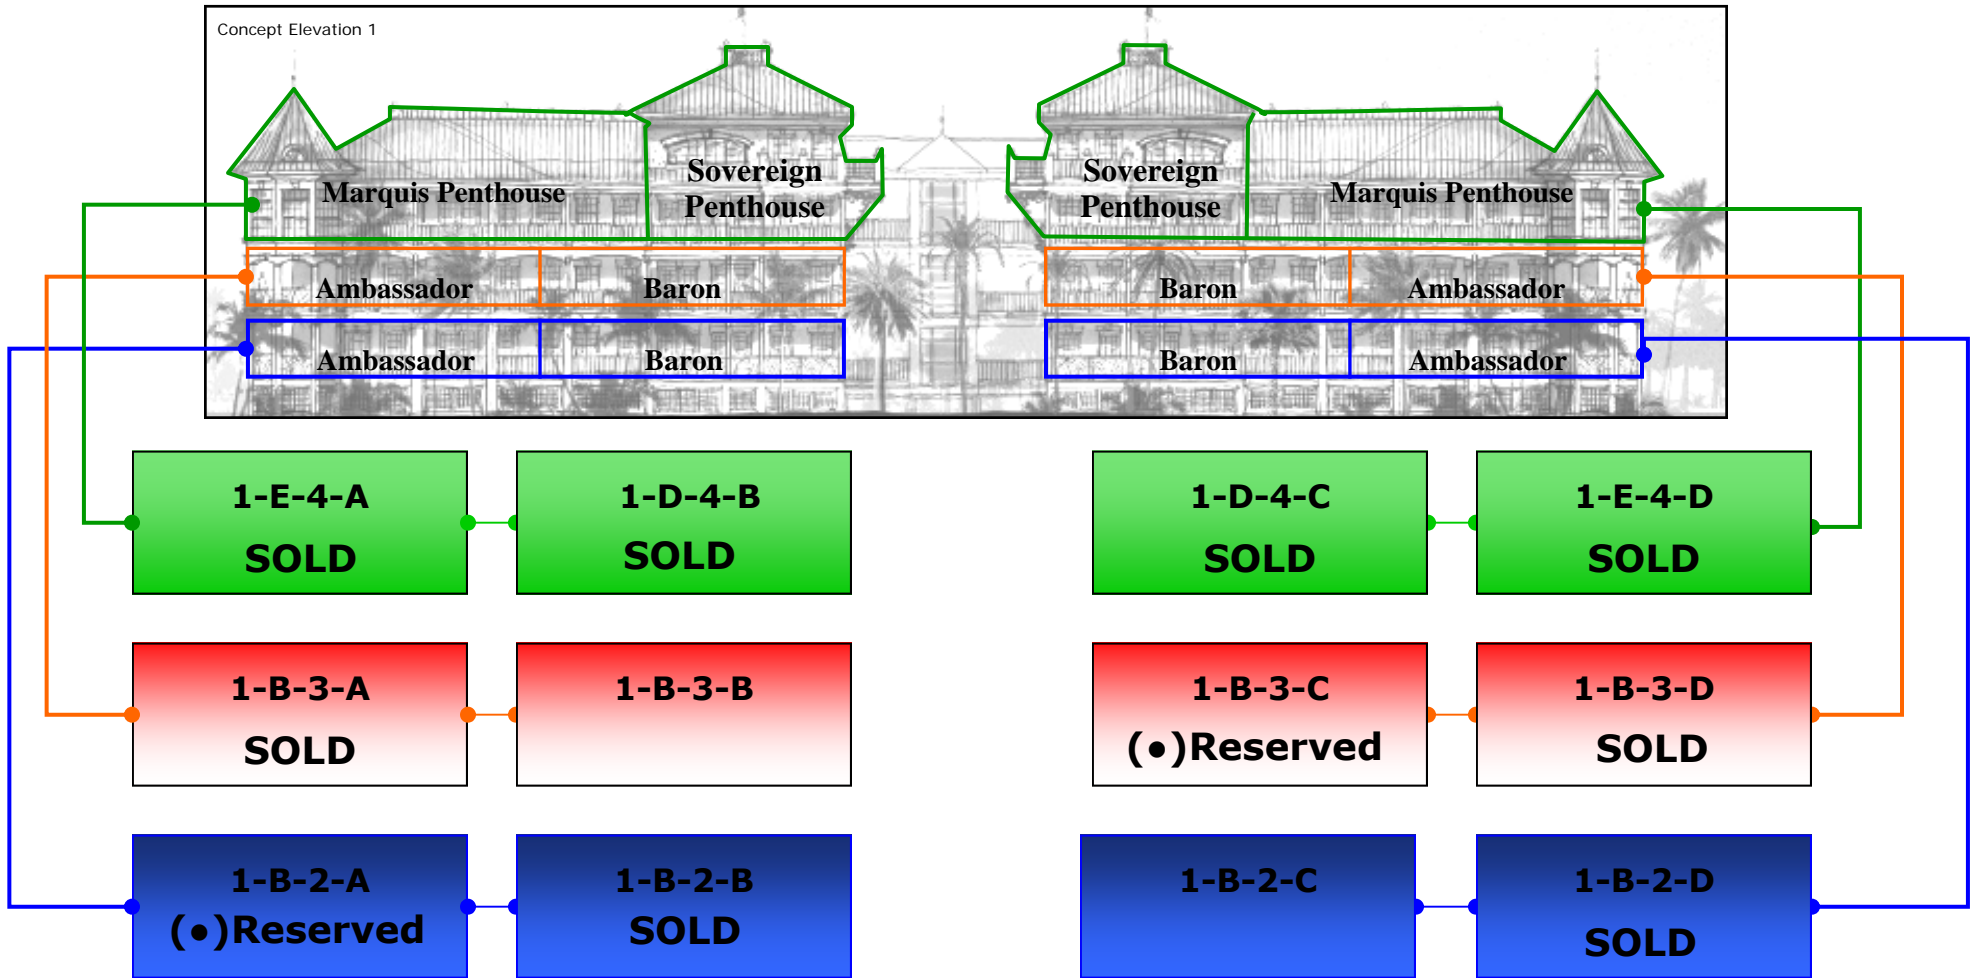 Concept Elevation 1
Marquis Penthouse
Sovereign
Penthouse
Sovereign
Penthouse
Marquis Penthouse
Ambassador
Baron
Baron
Ambassador
Ambassador
Baron
Baron
Ambassador
1-E-4-A
SOLD
1-D-4-B
SOLD
1-D-4-C
SOLD
1-E-4-D
SOLD
1-B-3-A
SOLD
1-B-3-B
1-B-3-C
(●)Reserved
1-B-3-D
SOLD
1-B-2-A
(●)Reserved
1-B-2-B
SOLD
1-B-2-C
1-B-2-D
SOLD